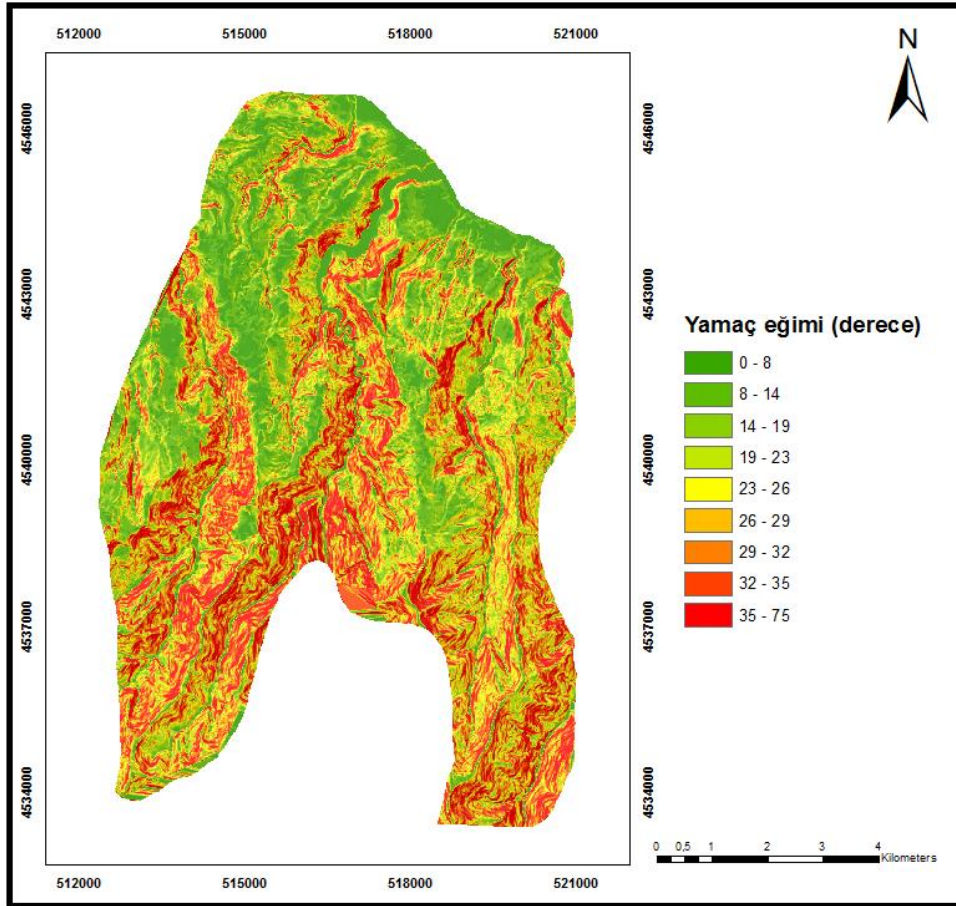 512000 515000 518000 521000
N
4546000 4546000
4543000 4543000
Yamaç eğimi (derece)
0 - 8
8 - 14
14 - 19
19 - 23
23 - 26
26 - 29
29 - 32
32 - 35
35 - 75
4540000 4540000
4537000 4537000
4534000 4534000
0 0,5 1 2 3 4
Kilometers
512000 515000 518000 521000